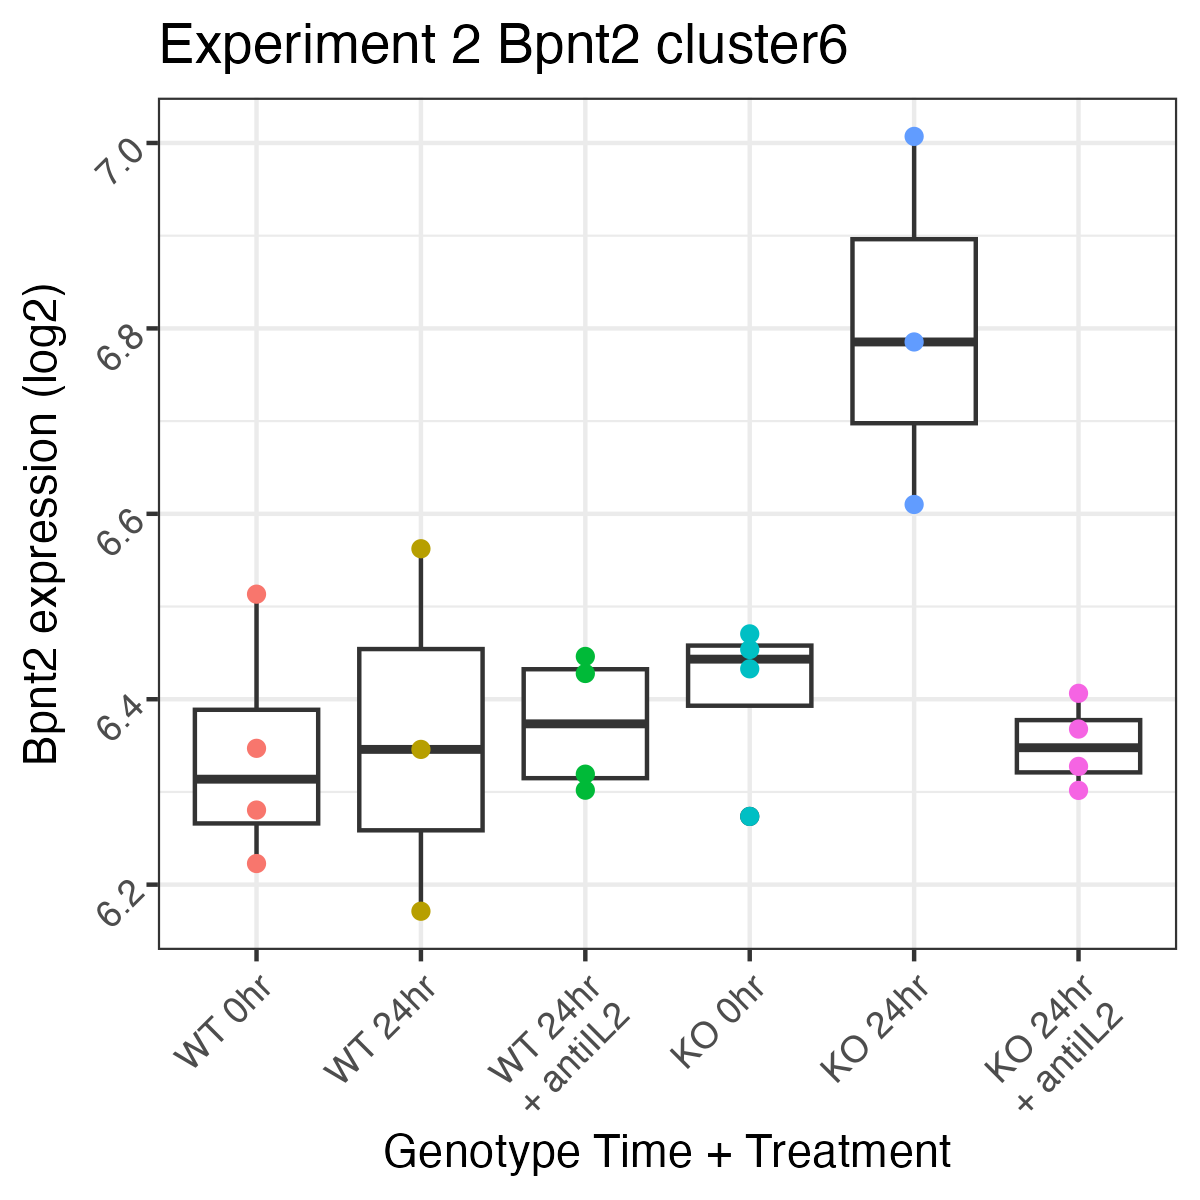 Experiment 2 Bpnt2 cluster6
Bpnt2 expression (log2)
7.0
6.8
6.6
6.4
6.2
WT 0hr
WT 24hr
WT 24hr
+ antiIL2
KO 0hr
KO 24hr
KO 24hr
+ antiIL2
Genotype Time + Treatment